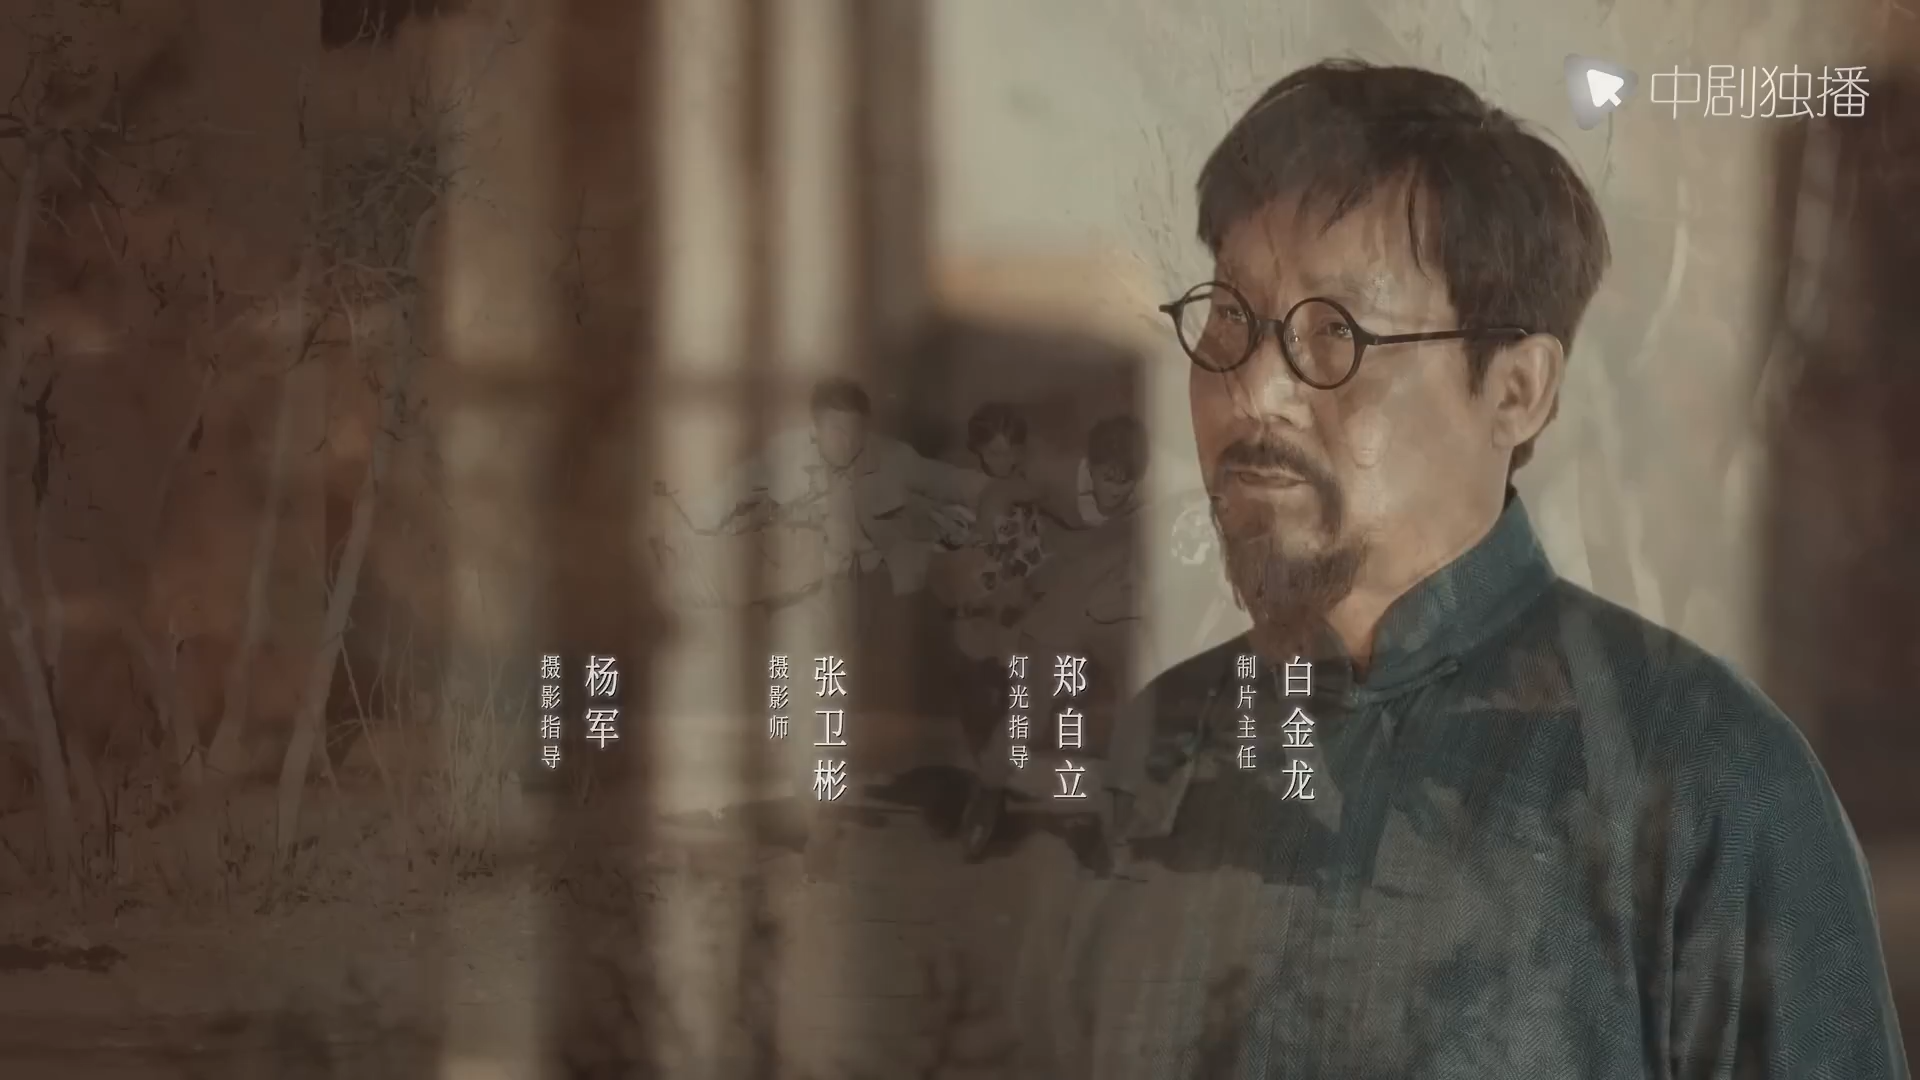 中剧独播
摄影指导
杨军
摄影师
张卫彬
灯光指导
郑自立
制片主任
白金龙